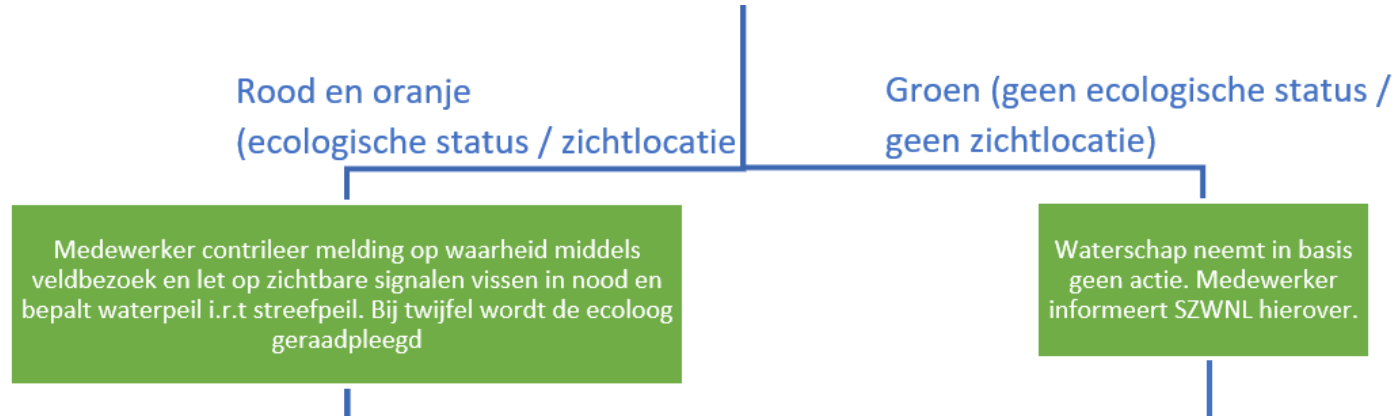 Rood en oranje
(ecologische status / zichtlocatie
Groen (geen ecologische status /
geen zichtlocatie)
Medewerker contrileer melding op waarheid middels
veldbezoek en let op zichtbare signalen vissen in nood en
bepalt waterpeil i.r.t streefpeil. Bij twijfel wordt de ecoloog
geraadpleegd
Waterschap neemt in basis
geen actie. Medewerker
informeert SZWNL hierover.